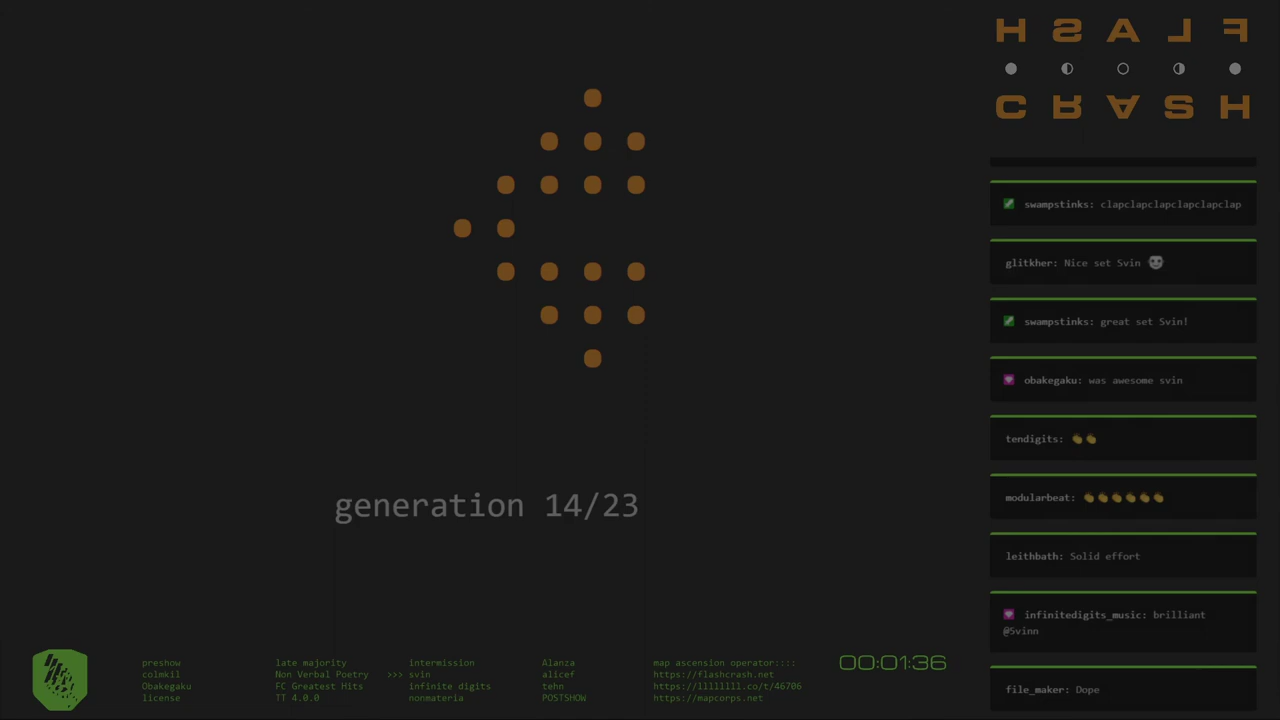 H S A L F
C R A S H
swampstinks: clapclapclapclapclapclap
glitkher: Nice set Svin
swampstinks: great set Svin!
obakegaku: was awesome svin
tendigits: 👏👏
modularbeat: 👏👏👏👏👏👏
leithbath: Solid effort
infinitedigits_music: brilliant
@Svinn
file_maker: Dope
generation 14/23
preshow
colmkil
Obakegaku
license
late majority
Non Verbal Poetry
FC Greatest Hits
TT 4.0.0
intermission
>>> svin
infinite digits
nonmateria
Alanza
alicef
tehn
POSTSHOW
map ascension operator::::
https://flashcrash.net
https://llllllll.co/t/46706
https://mapcorps.net
00:01:36